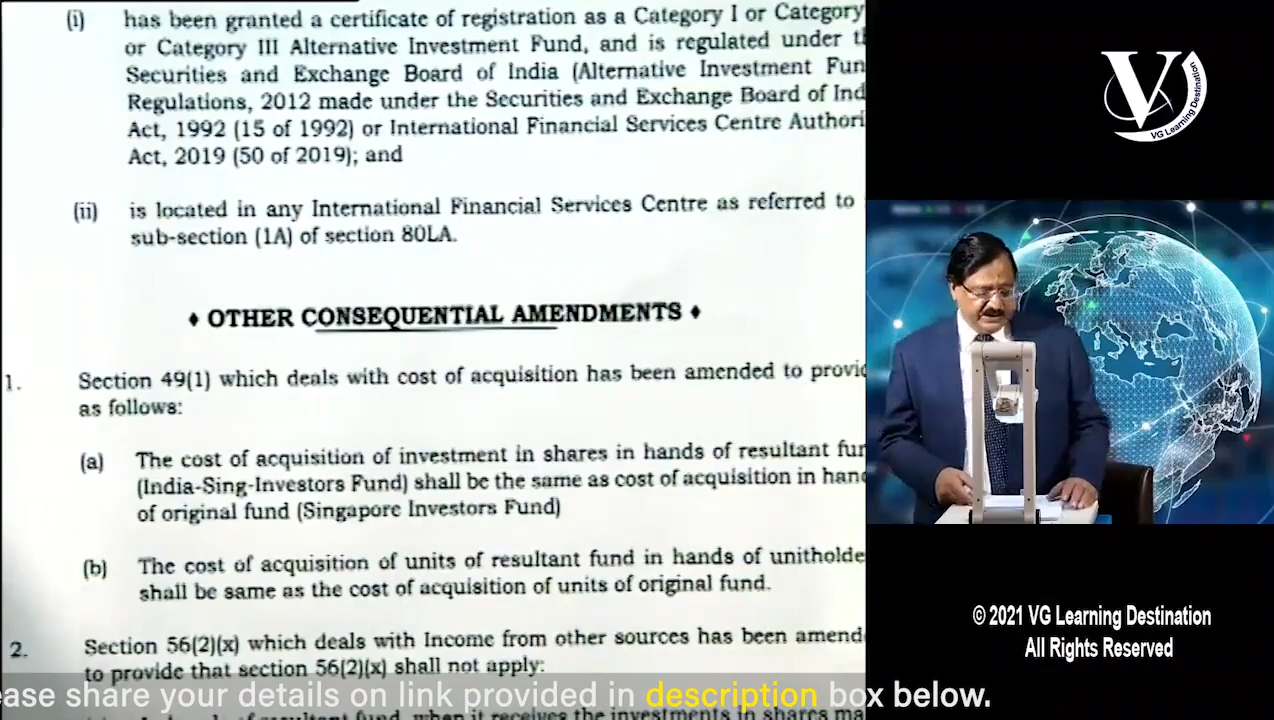 (i) has been granted a certificate of registration as a Category I or Category
or Category III Alternative Investment Fund, and is regulated under
Securities and Exchange Board of India (Alternative Investment
Regulations, 2012 made under the Securities and Exchange Board of
Act, 1992 (15 of 1992) or International Financial Services Centre
Act, 2019 (50 of 2019); and
(ii) is located in any International Financial Services Centre as referred to
sub-section (1A) of section 80LA.
♦ OTHER CONSEQUENTIAL AMENDMENTS ♦
1. Section 49(1) which deals with cost of acquisition has been amended to
as follows:
(a) The cost of acquisition of investment in shares in hands of resultant
(India-Sing-Investors Fund) shall be the same as cost of acquisition in
of original fund (Singapore Investors Fund)
(b) The cost of acquisition of units of resultant fund in hands of
shall be same as the cost of acquisition of units of original fund.
2. Section 56(2)(x) which deals with Income from other sources has been
to provide that section 56(2)(x) shall not apply:
share your details on link provided in description box below.
V
VG Learning Destination
© 2021 VG Learning Destination
All Rights Reserved